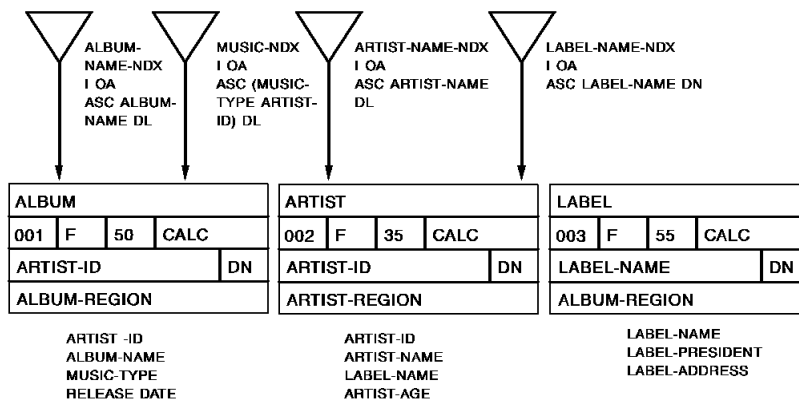 ALBUM-
NAME-NDX
I OA
ASC ALBUM-
NAME DL
MUSIC-NDX
I OA
ASC (MUSIC-
TYPE ARTIST-
ID) DL
ARTIST-NAME-NDX
I OA
ASC ARTIST-NAME
DL
LABEL-NAME-NDX
I OA
ASC LABEL-NAME DN
ALBUM
001 F 50 CALC
ARTIST-ID DN
ALBUM-REGION
ARTIST -ID
ALBUM-NAME
MUSIC-TYPE
RELEASE DATE
ARTIST
002 F 35 CALC
ARTIST-ID DN
ARTIST-REGION
ARTIST-ID
ARTIST-NAME
LABEL-NAME
ARTIST-AGE
LABEL
003 F 55 CALC
LABEL-NAME DN
ALBUM-REGION
LABEL-NAME
LABEL-PRESIDENT
LABEL-ADDRESS